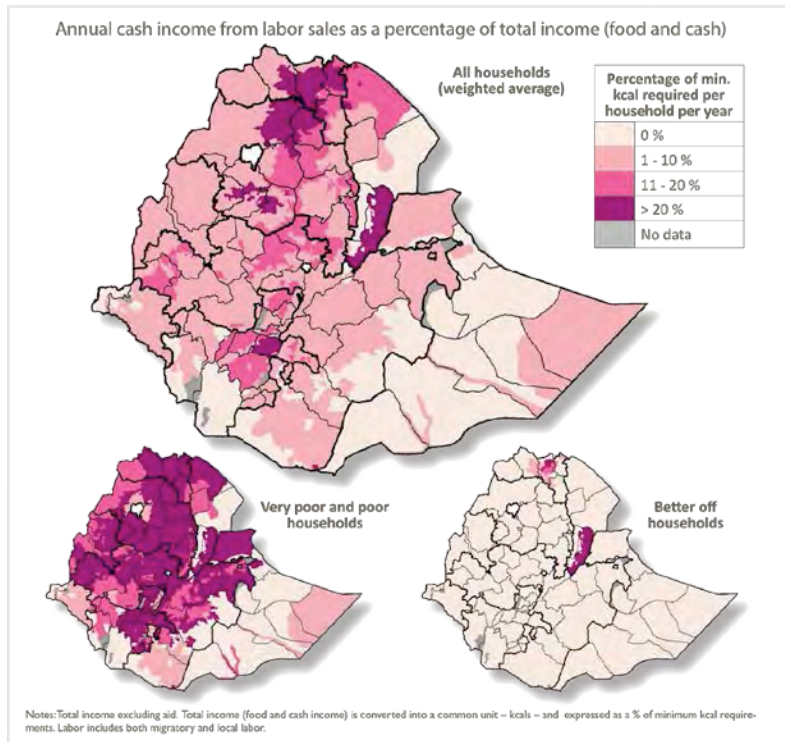 Annual cash income from labor sales as a percentage of total income (food and cash)
All households
(weighted average)
Percentage of min.
kcal required per
household per year
0 %
1 - 10 %
11 - 20 %
> 20 %
No data
Very poor and poor
households
Better off
households
Notes: Total income excluding aid. Total income (food and cash income) is converted into a common unit – kcals – and expressed as a % of minimum kcal require-
ments. Labor includes both migratory and local labor.